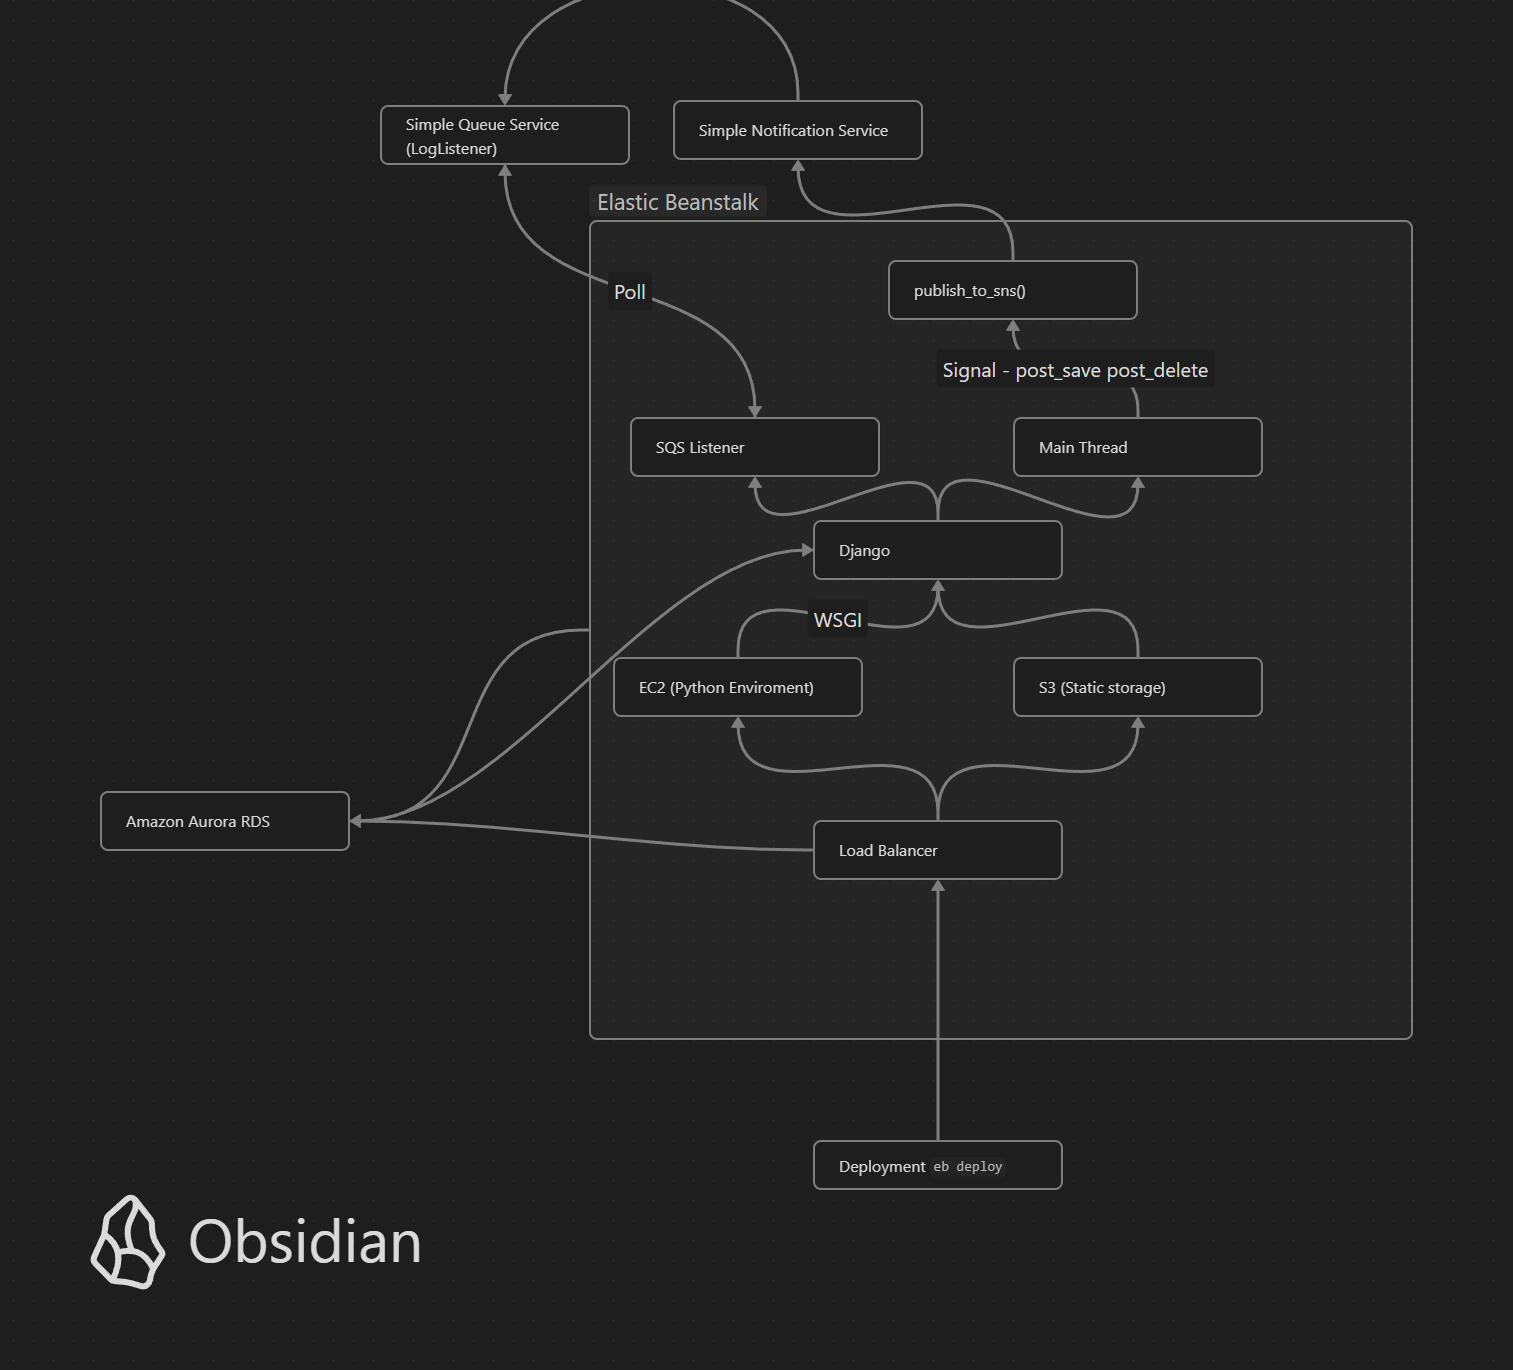 Simple Queue Service
(LogListener)
Simple Notification Service
Elastic Beanstalk
publish_to_sns()
Poll
Signal - post_save post_delete
SQS Listener
Main Thread
Django
WSGI
EC2 (Python Enviroment)
S3 (Static storage)
Amazon Aurora RDS
Load Balancer
Deployment eb deploy
Obsidian